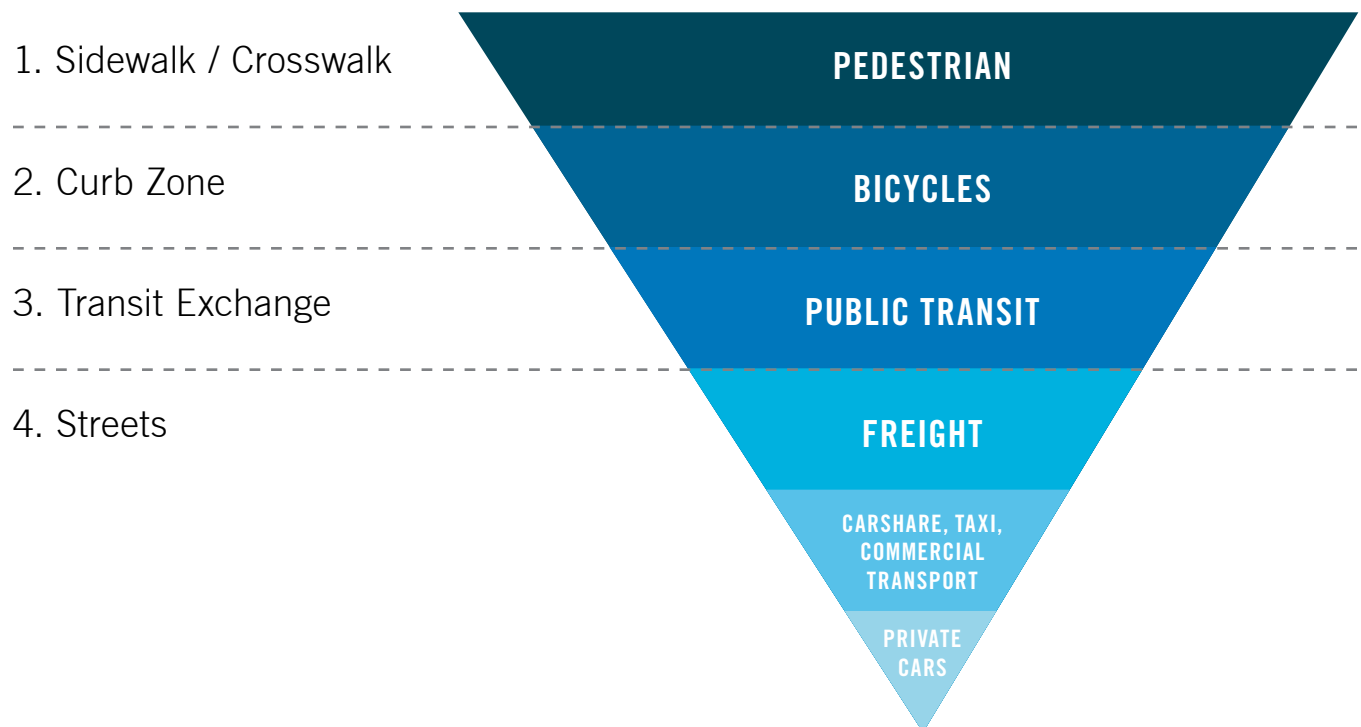 1. Sidewalk / Crosswalk
PEDESTRIAN
2. Curb Zone
BICYCLES
3. Transit Exchange
PUBLIC TRANSIT
4. Streets
FREIGHT
CARSHARE, TAXI,
COMMERCIAL
TRANSPORT
PRIVATE
CARS